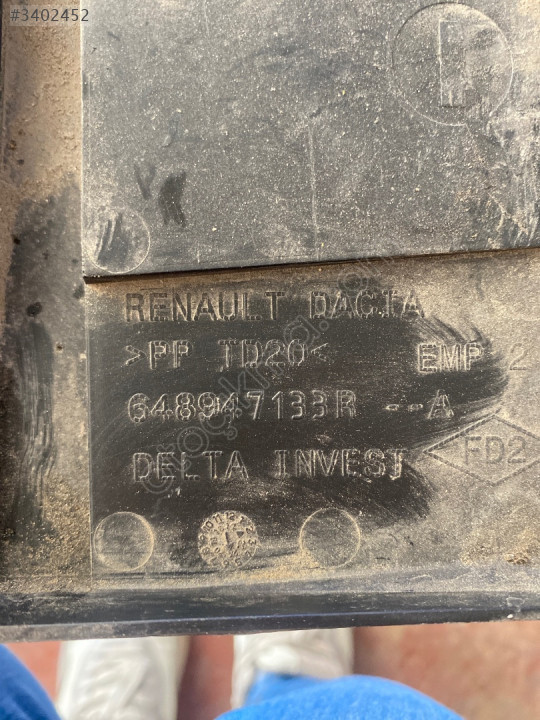 #3402452
RENAULT DACIA
>PP TD20<
EMP 2
648947133R --A
DELTA INVEST
FD2